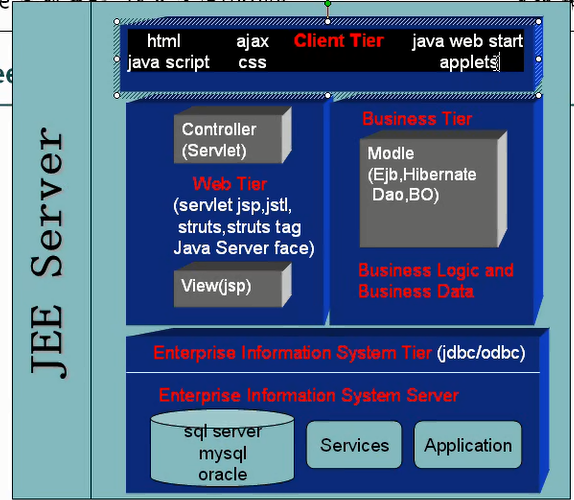 JEE Server
html ajax Client Tier java web start
java script css applets
Controller
(Servlet)
Web Tier
(servlet jsp,jstl,
struts,struts tag
Java Server face)
View(jsp)
Business Tier
Modle
(Ejb,Hibernate
Dao,BO)
Business Logic and
Business Data
Enterprise Information System Tier (jdbc/odbc)
Enterprise Information System Server
sql server
mysql
oracle
Services
Application